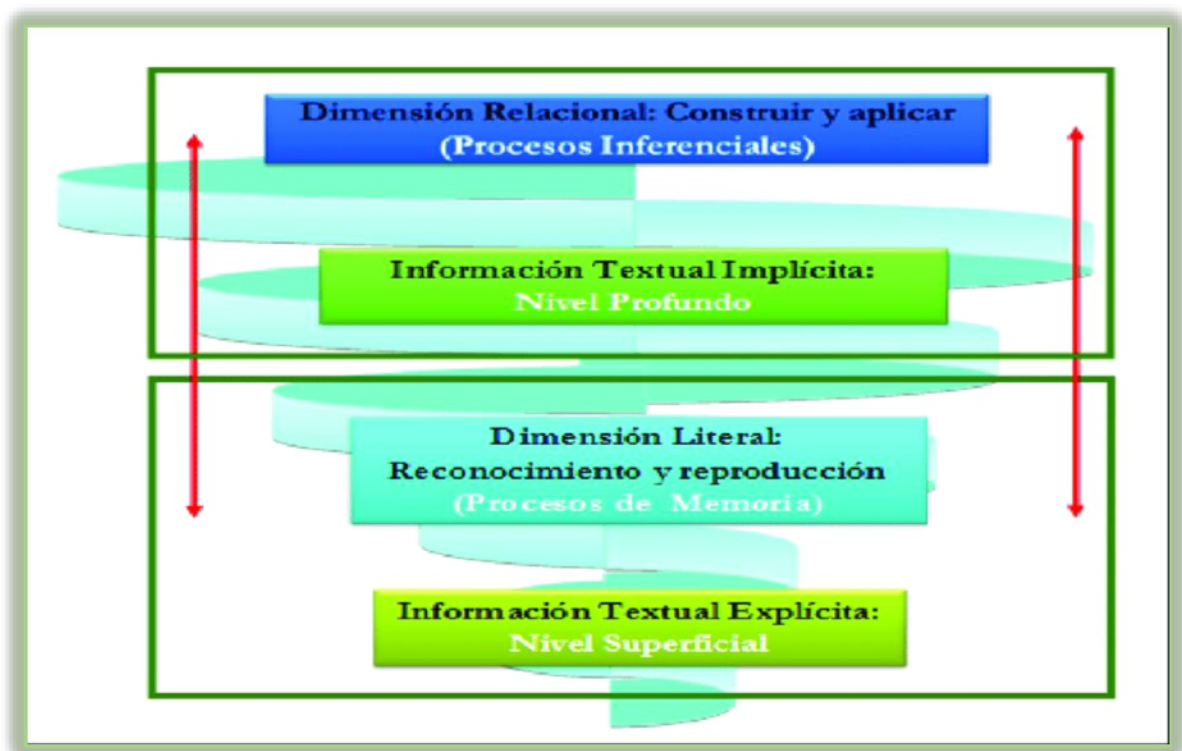 Dimensión Relacional: Construir y aplicar
(Procesos Inferenciales)
Información Textual Implícita:
Nivel Profundo
Dimensión Literal:
Reconocimiento y reproducción
(Procesos de Memoria)
Información Textual Explícita:
Nivel Superficial